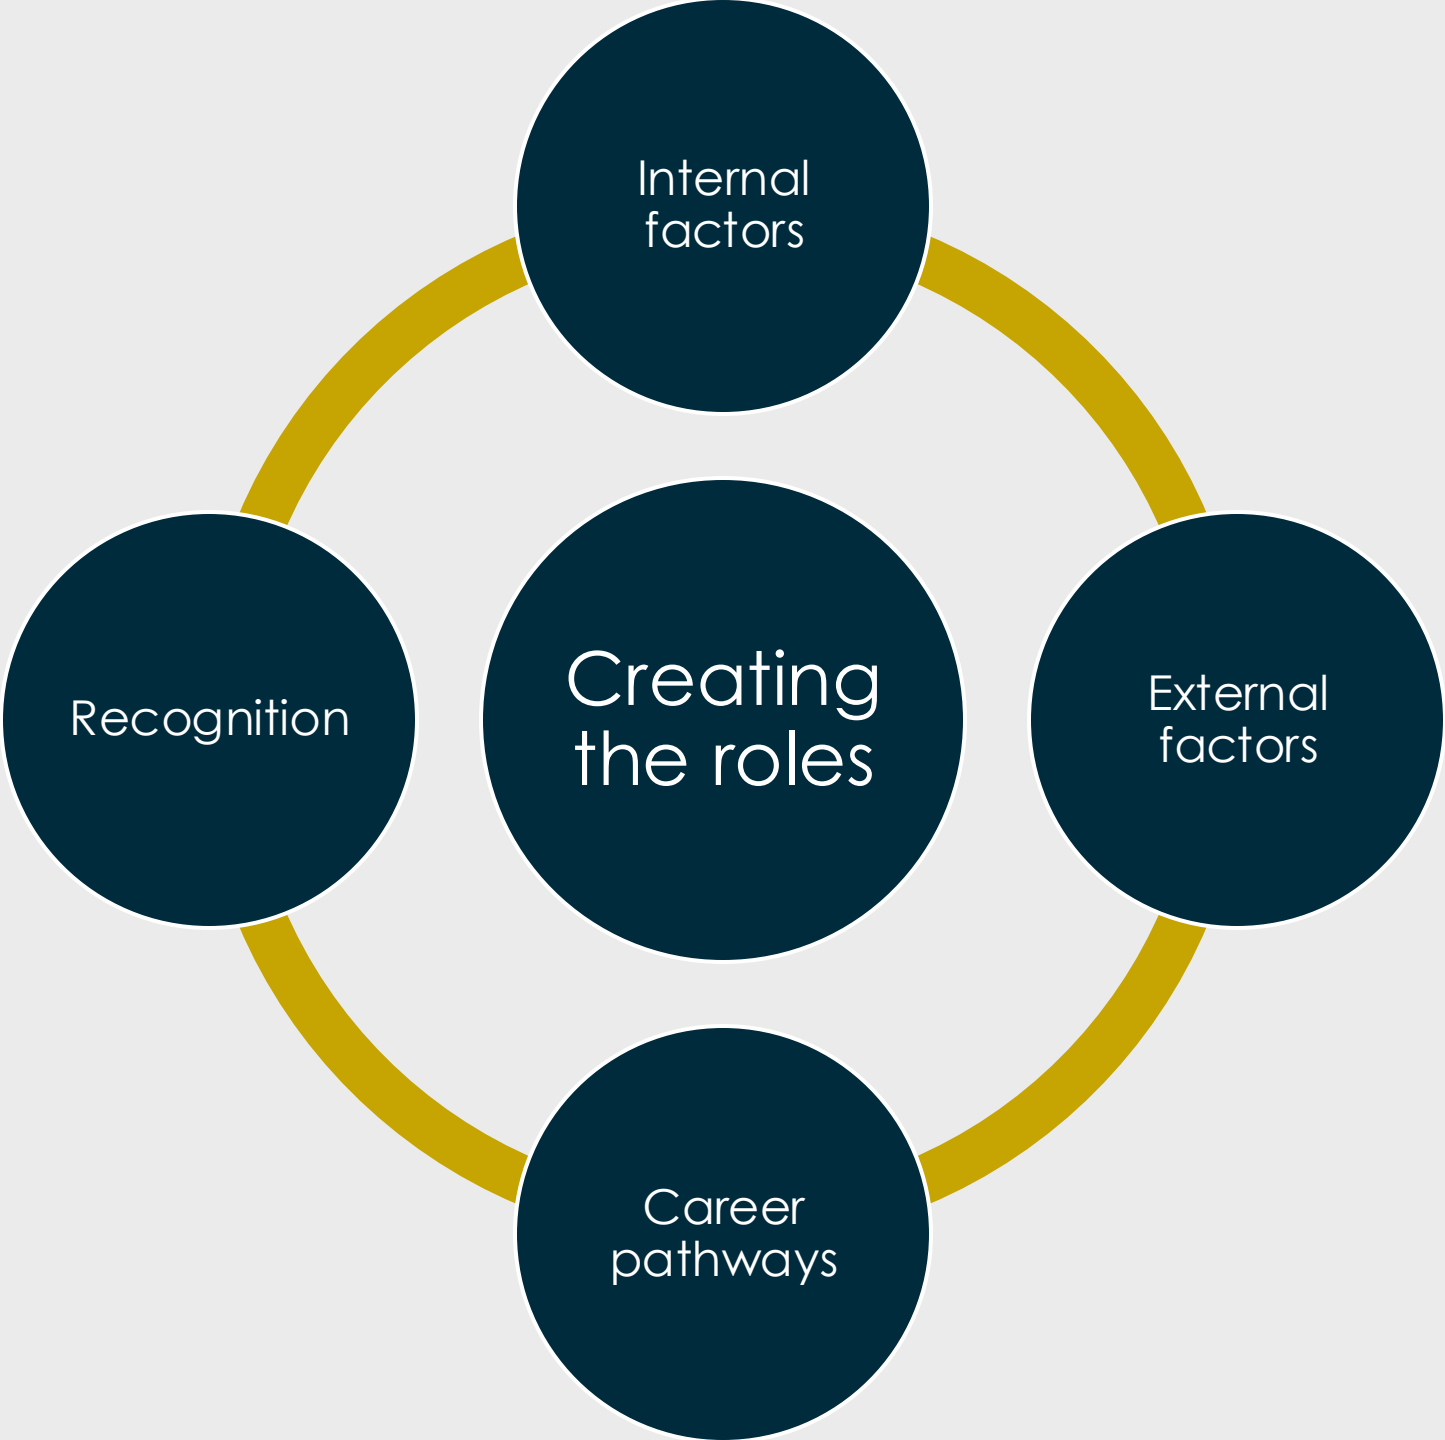 Internal
factors
Recognition
Creating
the roles
External
factors
Career
pathways